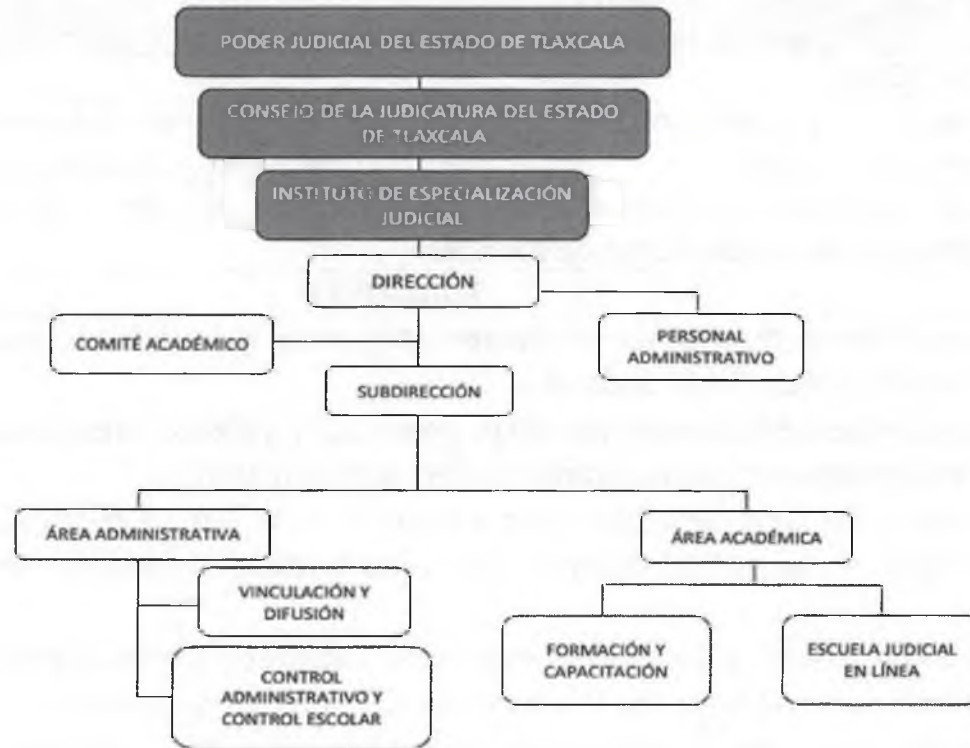 PODER JUDICIAL DEL ESTADO DE TLAXCALA
CONSEJO DE LA JUDICATURA DEL ESTADO
DE TLAXCALA
INSTITUTO DE ESPECIALIZACIÓN
JUDICIAL
DIRECCIÓN
COMITÉ ACADÉMICO
PERSONAL
ADMINISTRATIVO
SUBDIRECCIÓN
ÁREA ADMINISTRATIVA
ÁREA ACADÉMICA
VINCULACIÓN Y
DIFUSIÓN
CONTROL
ADMINISTRATIVO Y
CONTROL ESCOLAR
FORMACIÓN Y
CAPACITACIÓN
ESCUELA JUDICIAL
EN LÍNEA